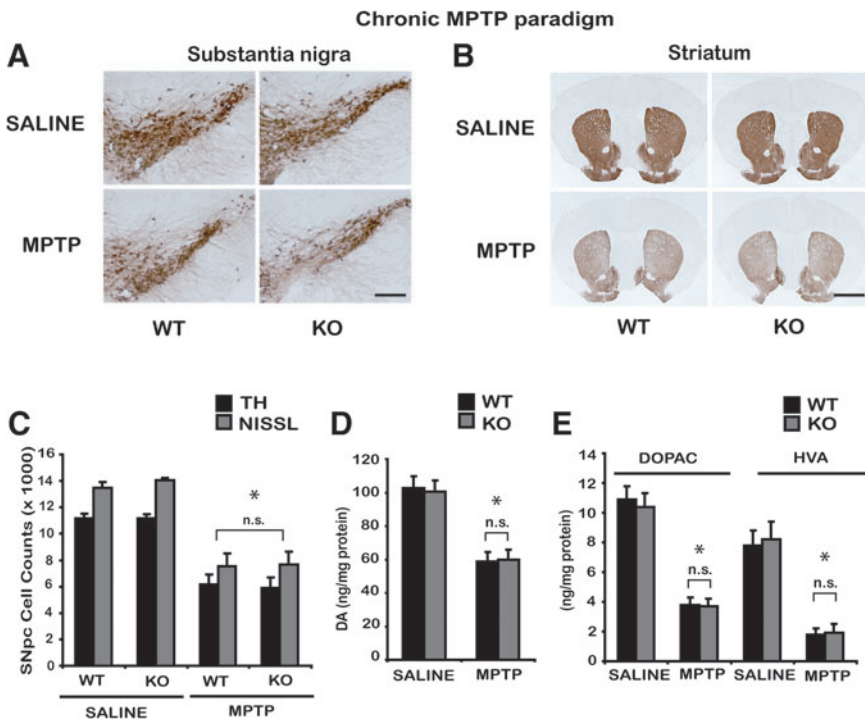 Chronic MPTP paradigm
A
Substantia nigra
SALINE
MPTP
WT
KO
B
Striatum
SALINE
MPTP
WT
KO
C
TH
NISSL
SNpc Cell Counts (x 1000)
16
14
12
10
8
6
4
2
0
*
n.s.
WT
KO
WT
KO
SALINE
MPTP
D
WT
KO
DA (ng/mg protein)
120
100
80
60
40
20
0
*
n.s.
SALINE
MPTP
E
WT
KO
DOPAC
HVA
(ng/mg protein)
14
12
10
8
6
4
2
0
*
n.s.
*
n.s.
SALINE
MPTP
SALINE
MPTP